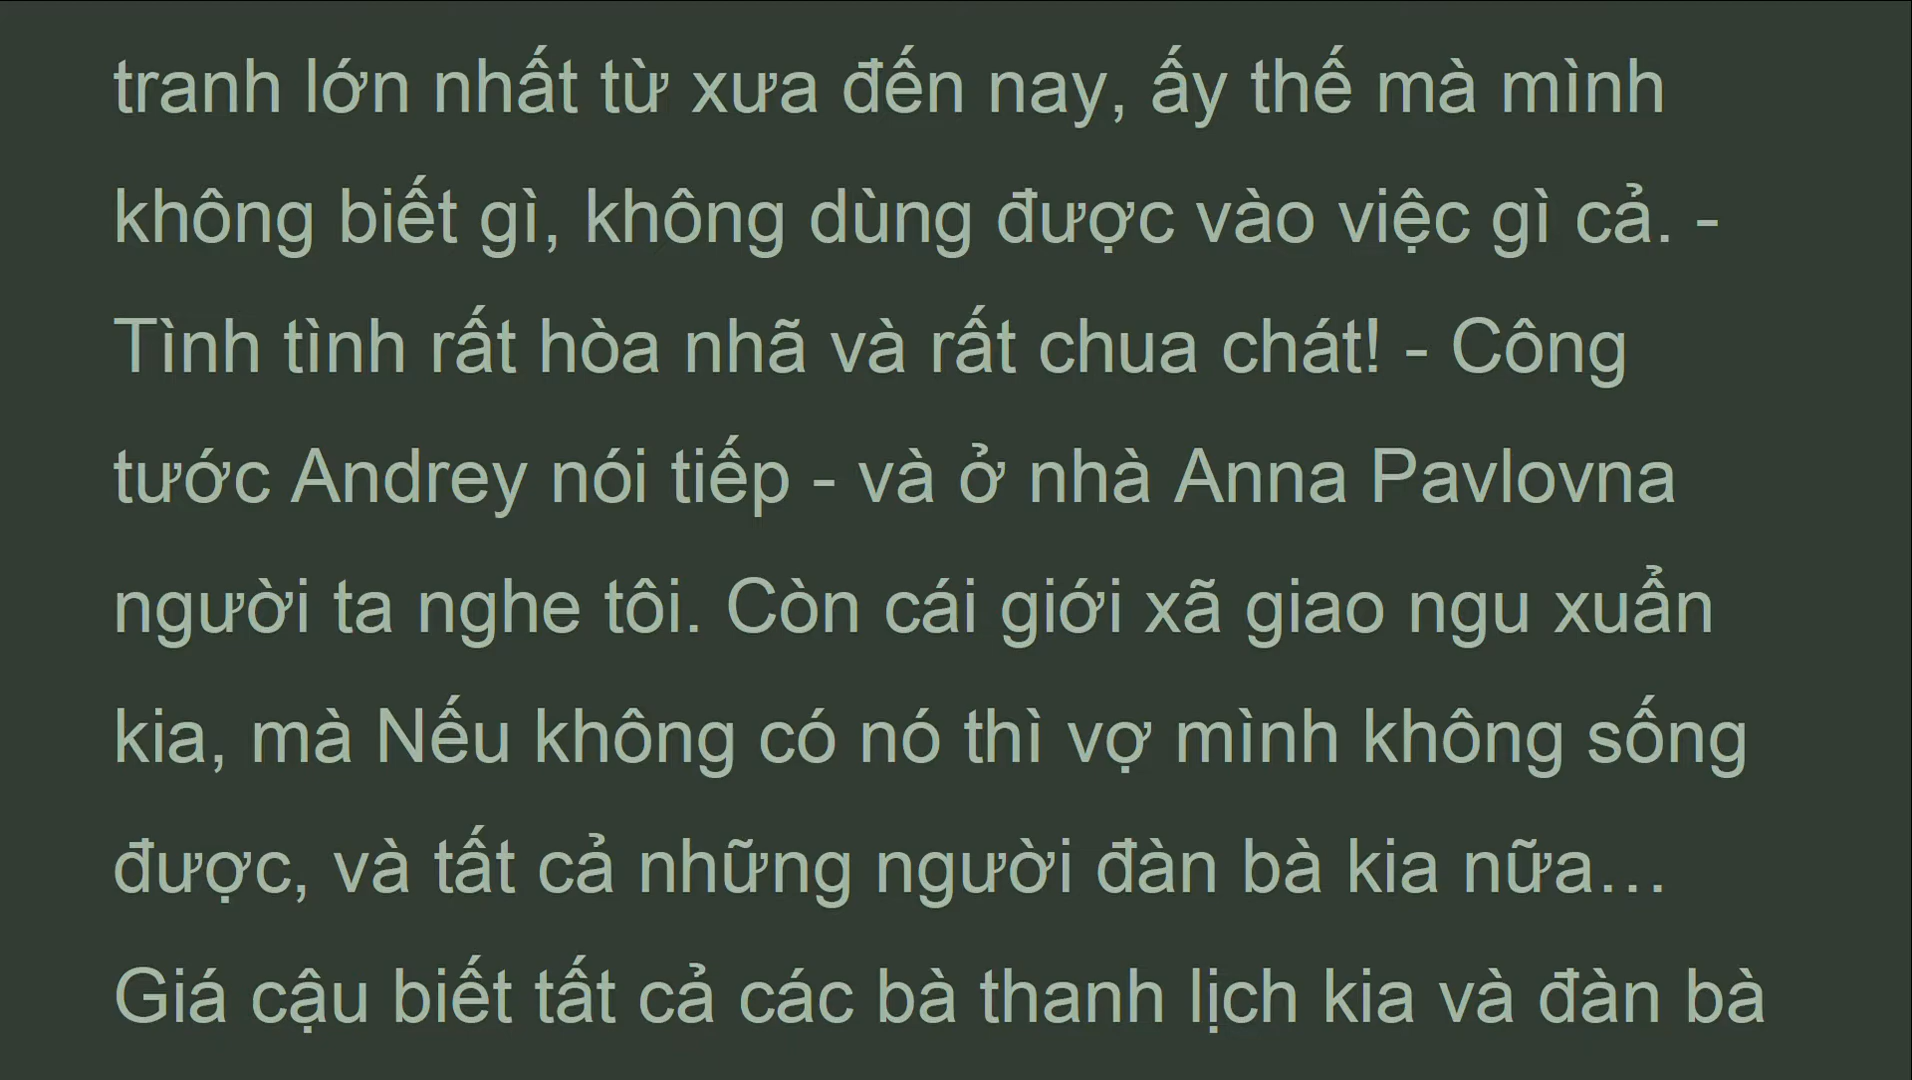 tranh lớn nhất từ xưa đến nay, ấy thế mà mình
không biết gì, không dùng được vào việc gì cả. -
Tình tình rất hòa nhã và rất chua chát! - Công
tước Andrey nói tiếp - và ở nhà Anna Pavlovna
người ta nghe tôi. Còn cái giới xã giao ngu xuẩn
kia, mà Nếu không có nó thì vợ mình không sống
được, và tất cả những người đàn bà kia nữa…
Giá cậu biết tất cả các bà thanh lịch kia và đàn bà